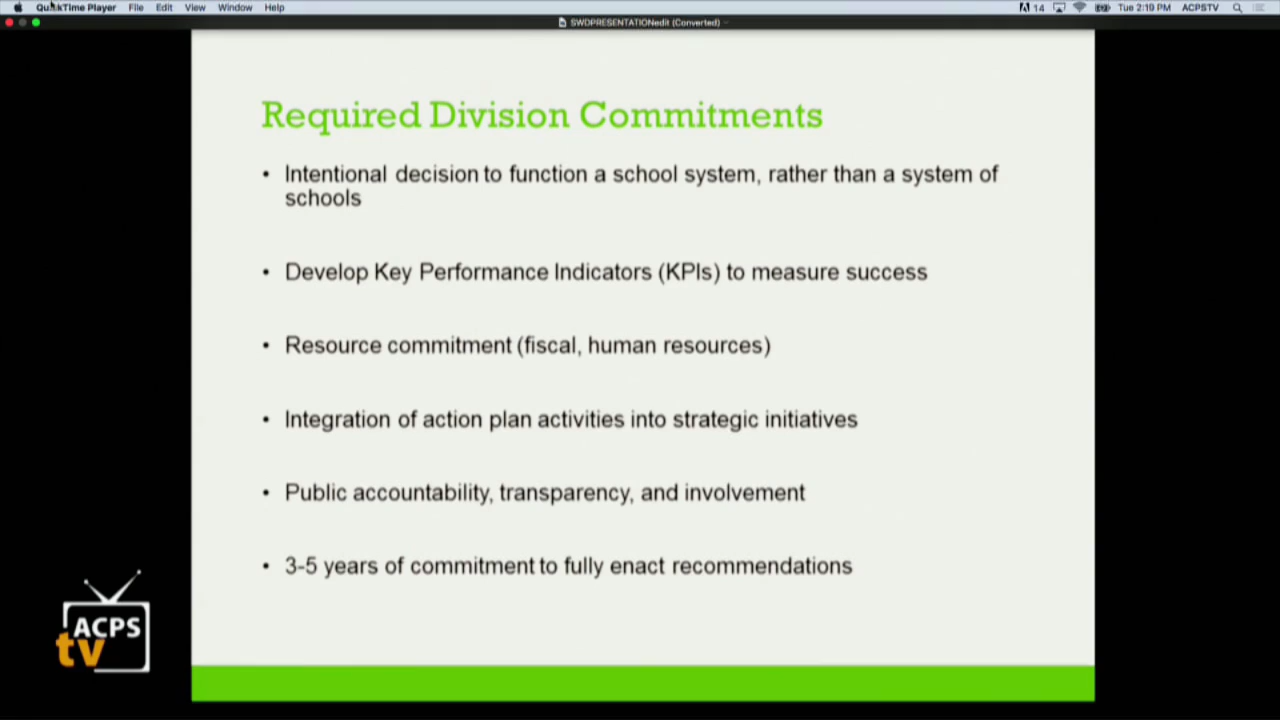 QuickTime Player File Edit View Window Help 14 Tue 2:19 PM ACPSTV
SWDPRESENTATIONedit (Converted)
Required Division Commitments
• Intentional decision to function a school system, rather than a system of
schools
• Develop Key Performance Indicators (KPIs) to measure success
• Resource commitment (fiscal, human resources)
• Integration of action plan activities into strategic initiatives
• Public accountability, transparency, and involvement
• 3-5 years of commitment to fully enact recommendations
ACPS
tv